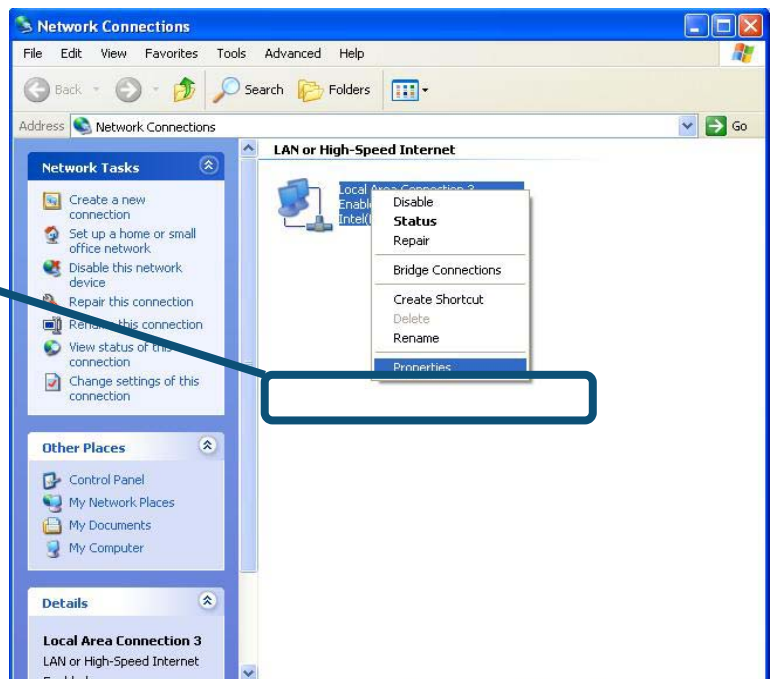 Network Connections
File Edit View Favorites Tools Advanced Help
Back Search Folders
Address Network Connections Go
Network Tasks
Create a new
connection
Set up a home or small
office network
Disable this network
device
Repair this connection
Rename this connection
View status of this
connection
Change settings of this
connection
Other Places
Control Panel
My Network Places
My Documents
My Computer
Details
Local Area Connection 3
LAN or High-Speed Internet
LAN or High-Speed Internet
Local Area Connection 3
Intel(
Disable
Status
Repair
Bridge Connections
Create Shortcut
Delete
Rename
Properties